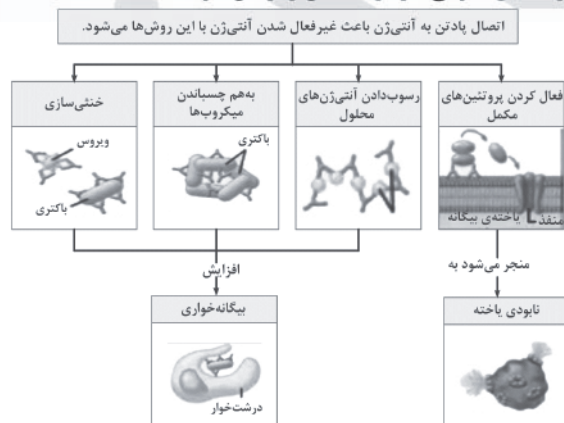 اتصال پادتن به آنتی‌ژن باعث غیرفعال شدن آنتی‌ژن با این روش‌ها می‌شود.
فعال کردن پروتئین‌های
مکمل
منفذ
یاخته‌ی بیگانه
رسوب‌دادن آنتی‌ژن‌های
محلول
به‌هم چسباندن
میکروب‌ها
باکتری
خنثی‌سازی
ویروس
باکتری
منجر می‌شود به
نابودی یاخته
افزایش
بیگانه‌خواری
درشت‌خوار